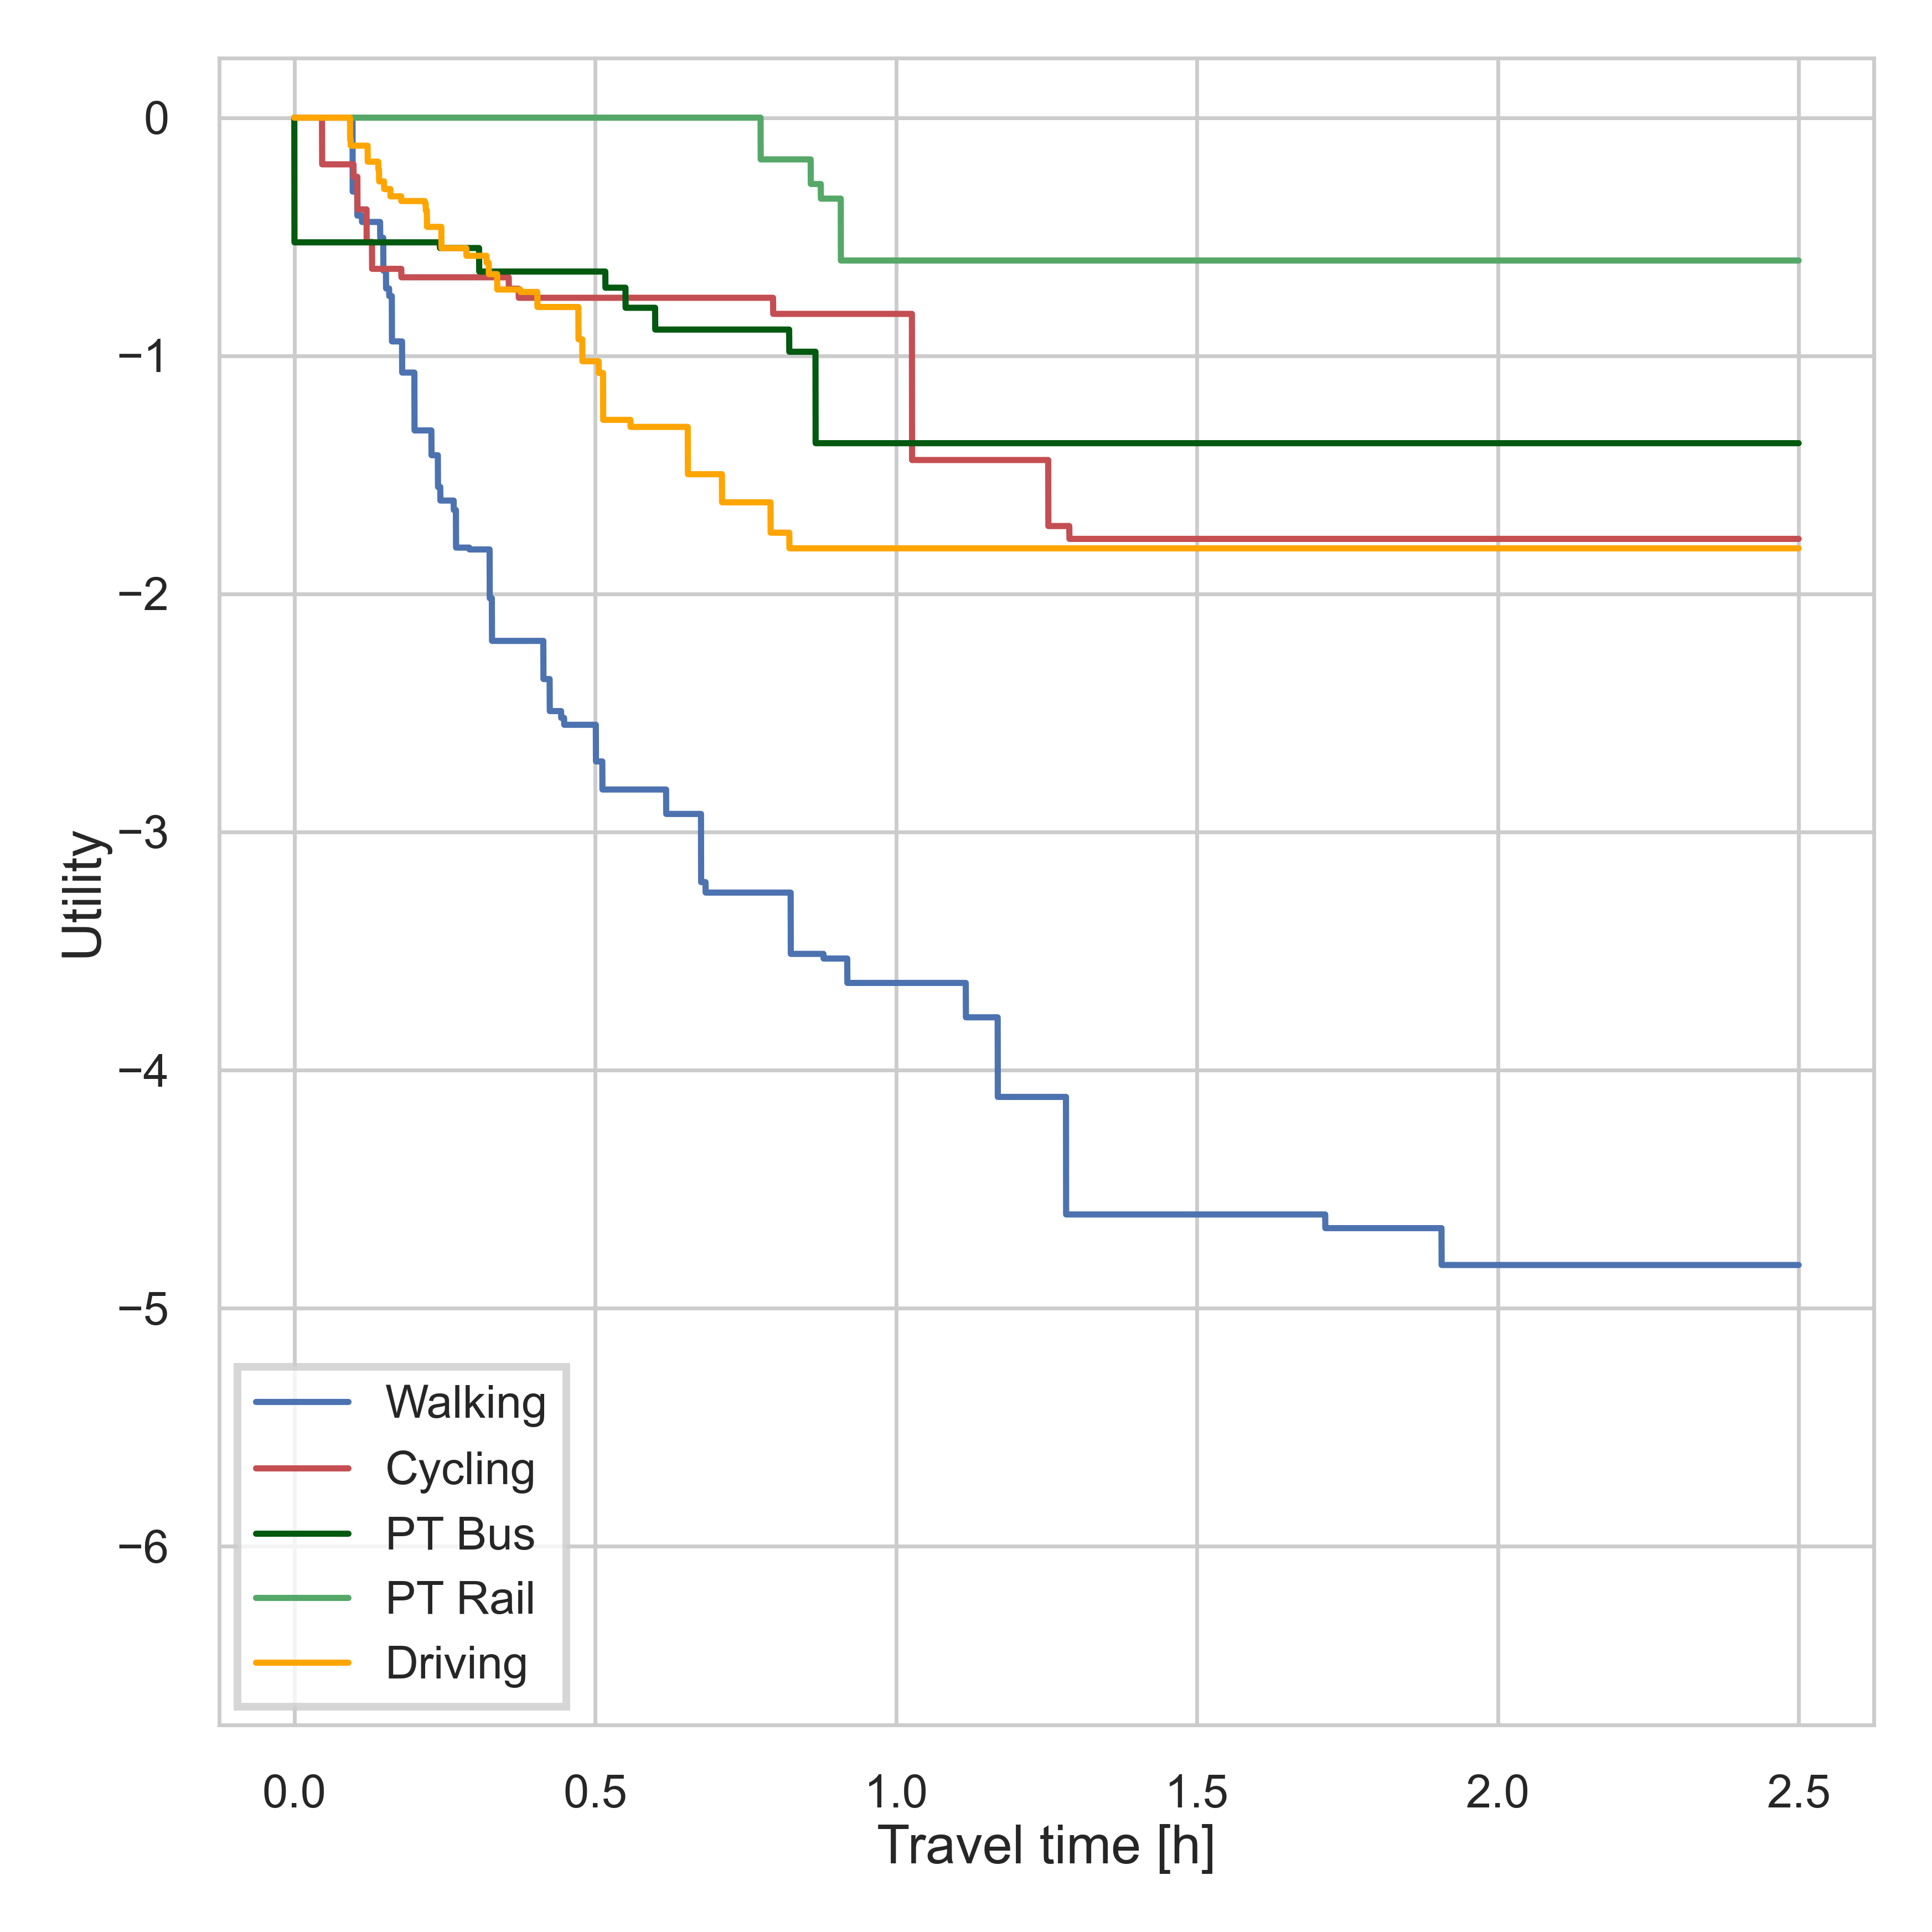 0
−1
−2
−3
−4
−5
−6
Utility
Walking
Cycling
PT Bus
PT Rail
Driving
0.0 0.5 1.0 1.5 2.0 2.5
Travel time [h]